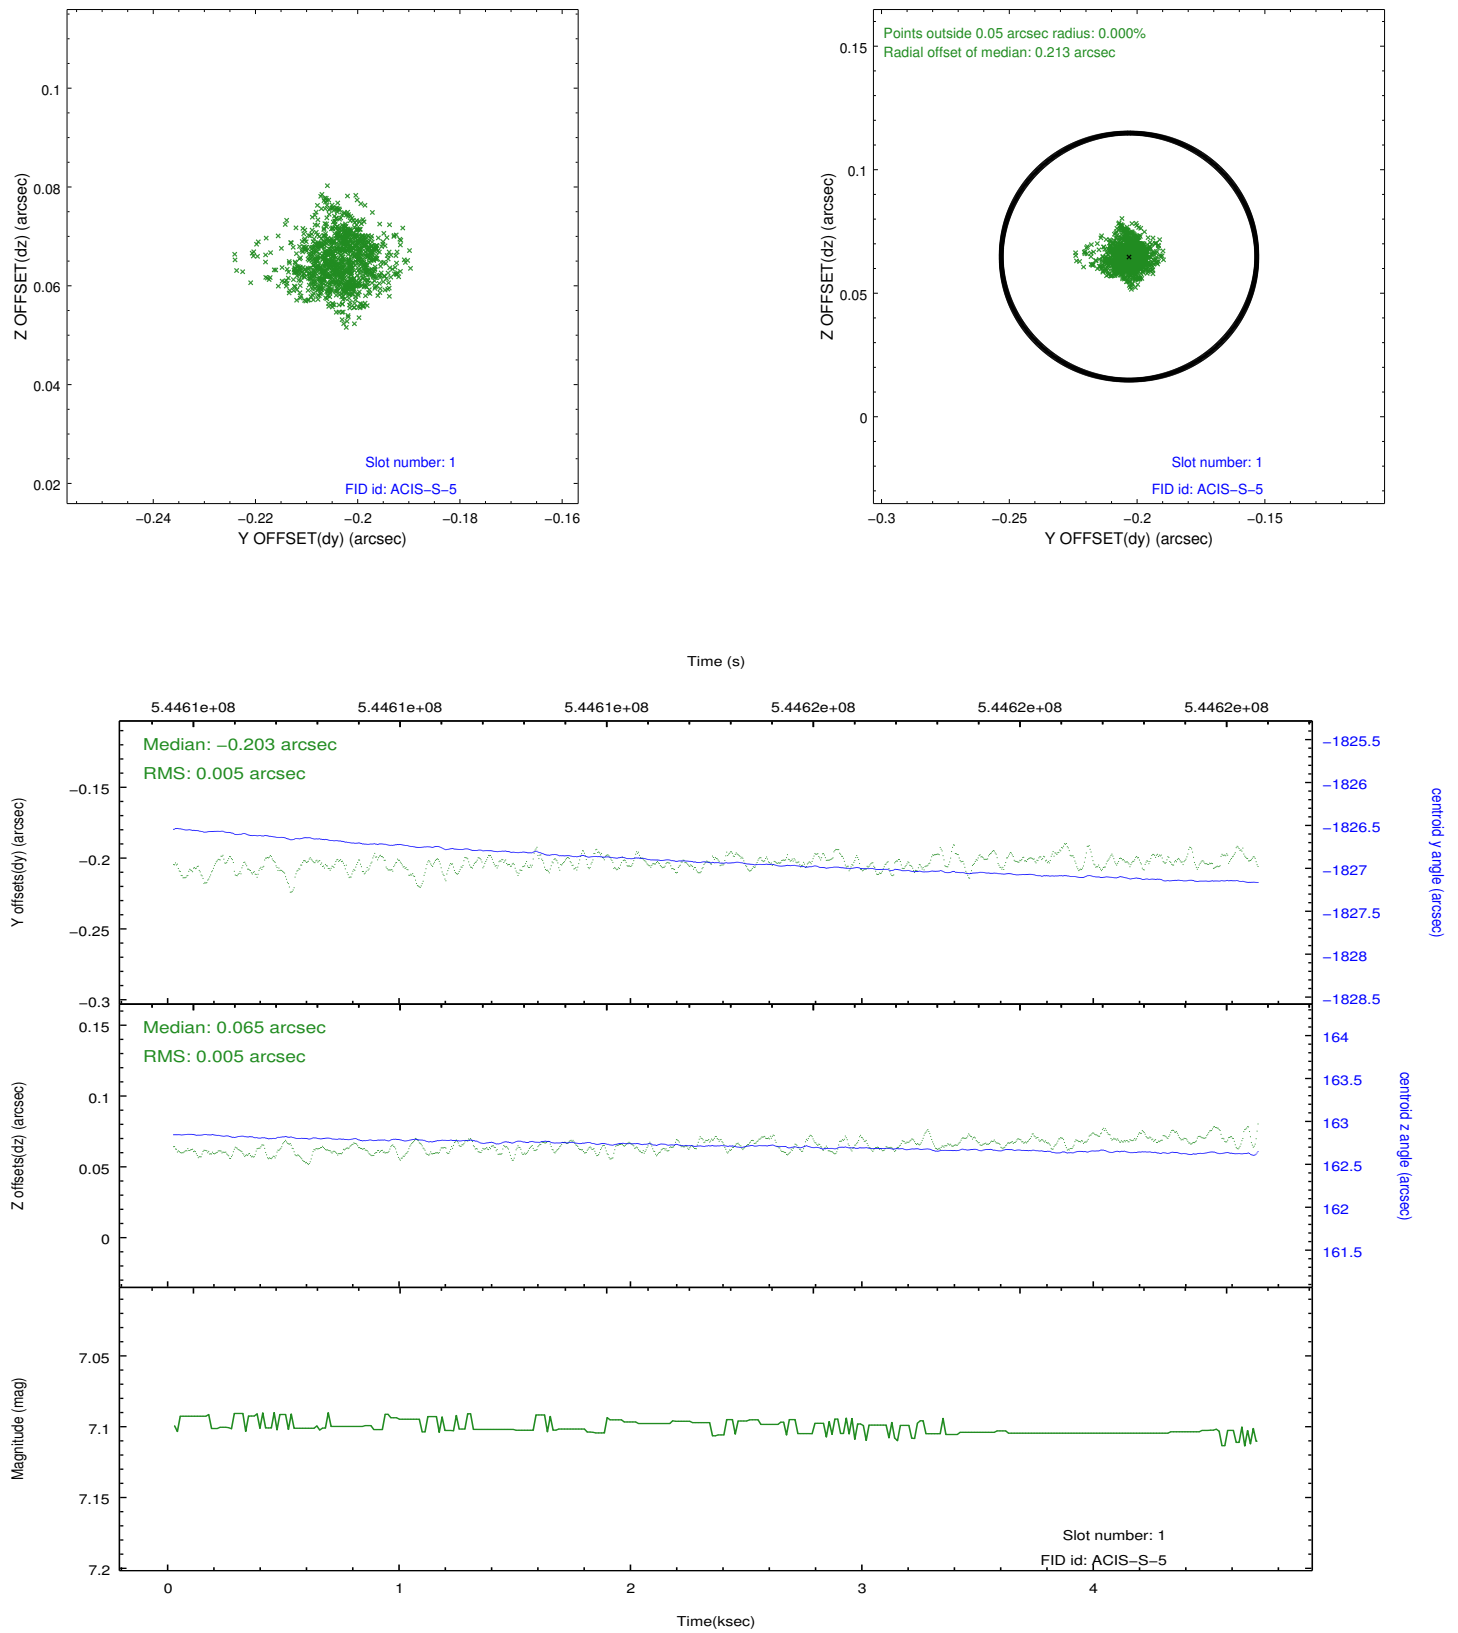 0.1
0.08
0.06
0.04
0.02
Z OFFSET(dz) (arcsec)
Slot number: 1
FID id: ACIS−S−5
−0.24 −0.22 −0.2 −0.18 −0.16
Y OFFSET(dy) (arcsec)
Points outside 0.05 arcsec radius: 0.000%
Radial offset of median: 0.213 arcsec
0.15
0.1
0.05
0
Z OFFSET(dz) (arcsec)
Slot number: 1
FID id: ACIS−S−5
−0.3 −0.25 −0.2 −0.15
Y OFFSET(dy) (arcsec)
Time (s)
5.4461e+08 5.4461e+08 5.4461e+08 5.4462e+08 5.4462e+08 5.4462e+08
Median: −0.203 arcsec
RMS: 0.005 arcsec
−0.15
−0.2
−0.25
−0.3
Y offsets(dy) (arcsec)
−1825.5
−1826
−1826.5
−1827
−1827.5
−1828
−1828.5
centroid y angle (arcsec)
Median: 0.065 arcsec
RMS: 0.005 arcsec
0.15
0.1
0.05
0
Z offsets(dz) (arcsec)
164
163.5
163
162.5
162
161.5
centroid z angle (arcsec)
7.05
7.1
7.15
7.2
Magnitude (mag)
Slot number: 1
FID id: ACIS−S−5
0 1 2 3 4
Time(ksec)